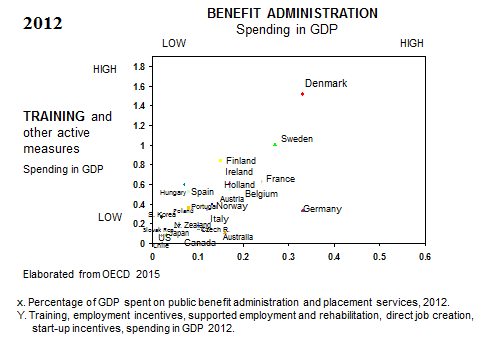 2012
BENEFIT ADMINISTRATION
Spending in GDP
LOW HIGH
HIGH
TRAINING and
other active
measures
Spending in GDP
LOW
1.8
1.6
1.4
1.2
1
0.8
0.6
0.4
0.2
0
Denmark
Sweden
Finland
Ireland
France
Holland
Hungary Spain
Belgium
Austria
Portugal Norway
Germany
Poland
S. Korea
Italy
N. Zealand
Slovak Rep. Czech R.
Japan
US
Australia
Canada
Chile
0 0.1 0.2 0.3 0.4 0.5 0.6
Elaborated from OECD 2015
x. Percentage of GDP spent on public benefit administration and placement services, 2012.
Y. Training, employment incentives, supported employment and rehabilitation, direct job creation,
start-up incentives, spending in GDP 2012.